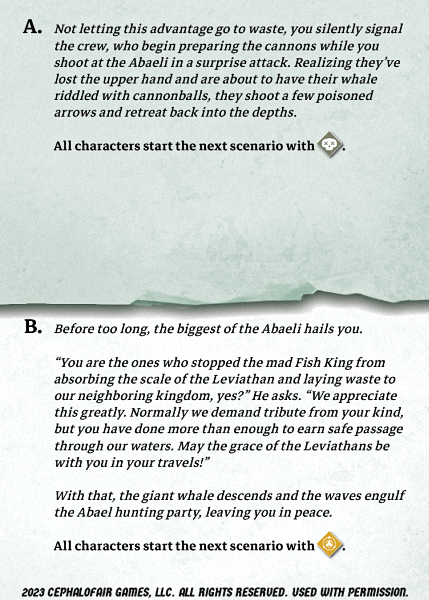 A. Not letting this advantage go to waste, you silently signal
the crew, who begin preparing the cannons while you
shoot at the Abaeli in a surprise attack. Realizing they've
lost the upper hand and are about to have their whale
riddled with cannonballs, they shoot a few poisoned
arrows and retreat back into the depths.
All characters start the next scenario with .
B. Before too long, the biggest of the Abaeli hails you.
“You are the ones who stopped the mad Fish King from
absorbing the scale of the Leviathan and laying waste to
our neighboring kingdom, yes?” He asks. “We appreciate
this greatly. Normally we demand tribute from your kind,
but you have done more than enough to earn safe passage
through our waters. May the grace of the Leviathans be
with you in your travels!”
With that, the giant whale descends and the waves engulf
the Abael hunting party, leaving you in peace.
All characters start the next scenario with .
2023 CEPHALOFAIR GAMES, LLC. ALL RIGHTS RESERVED. USED WITH PERMISSION.